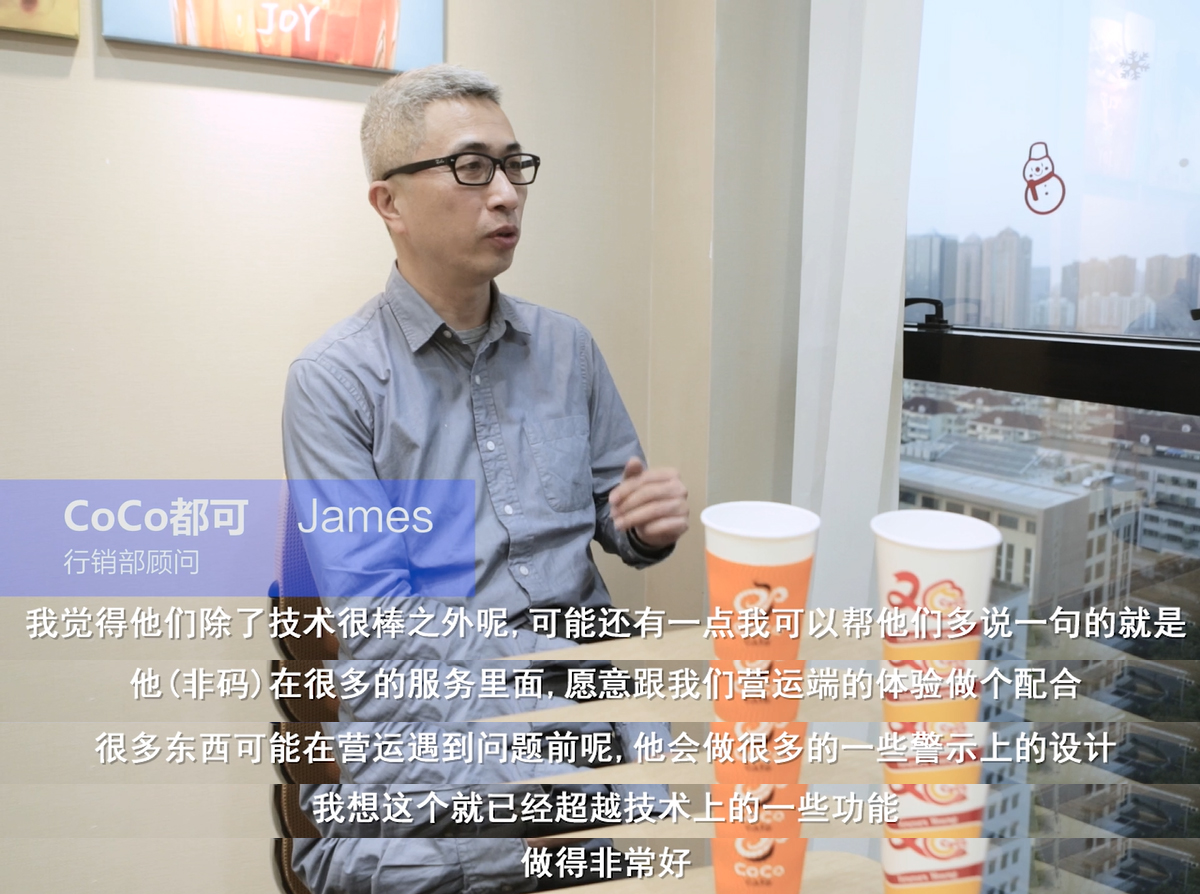 JOY
CoCo都可 James
行销部顾问
我觉得他们除了技术很棒之外呢,可能还有一点我可以帮他们多说一句的就是
他(非码)在很多的服务里面,愿意跟我们营运端的体验做个配合
很多东西可能在营运遇到问题前呢,他会做很多的一些警示上的设计
我想这个就已经超越技术上的一些功能
做得非常好
CoCo